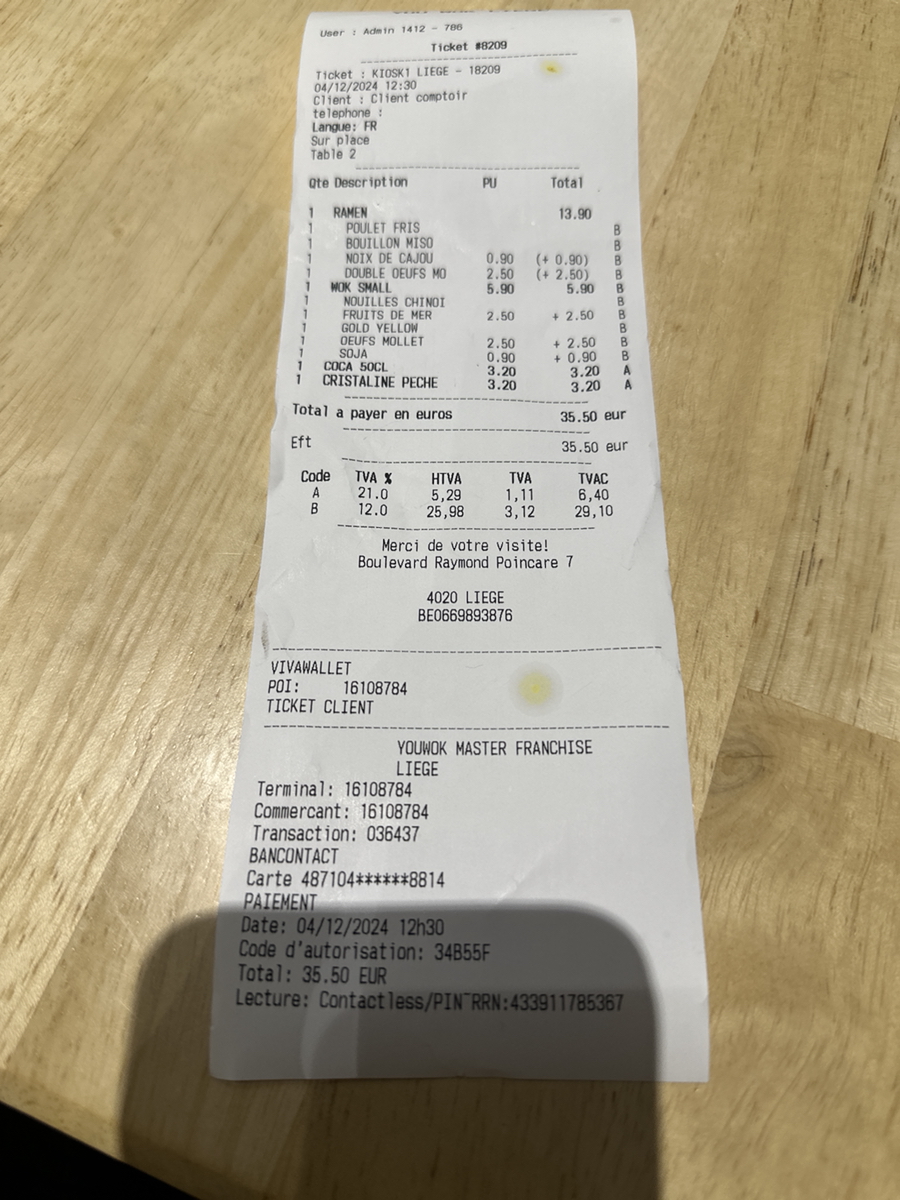 User : Admin 1412 - 786
Ticket #8209
Ticket : KIOSK1 LIEGE - 18209
04/12/2024 12:30
Client : Client comptoir
telephone :
Langue: FR
Sur place
Table 2
Qte Description PU Total
1 RAMEN 13.90
1 POULET FRIS B
1 BOUILLON MISO B
1 NOIX DE CAJOU 0.90 (+ 0.90) B
1 DOUBLE OEUFS MO 2.50 (+ 2.50) B
1 WOK SMALL 5.90 5.90 B
1 NOUILLES CHINOI B
1 FRUITS DE MER 2.50 + 2.50 B
1 GOLD YELLOW B
1 OEUFS MOLLET 2.50 + 2.50 B
1 SOJA 0.90 + 0.90 B
1 COCA 50CL 3.20 3.20 A
1 CRISTALINE PECHE 3.20 3.20 A
Total a payer en euros 35.50 eur
Eft 35.50 eur
Code TVA % HTVA TVA TVAC
A 21.0 5,29 1,11 6,40
B 12.0 25,98 3,12 29,10
Merci de votre visite!
Boulevard Raymond Poincare 7
4020 LIEGE
BE0669893876
VIVAWALLET
POI: 16108784
TICKET CLIENT
YOUWOK MASTER FRANCHISE
LIEGE
Terminal: 16108784
Commercant: 16108784
Transaction: 036437
BANCONTACT
Carte 487104******8814
PAIEMENT
Date: 04/12/2024 12h30
Code d'autorisation: 34B55F
Total: 35.50 EUR
Lecture: Contactless/PIN~RRN:433911785367